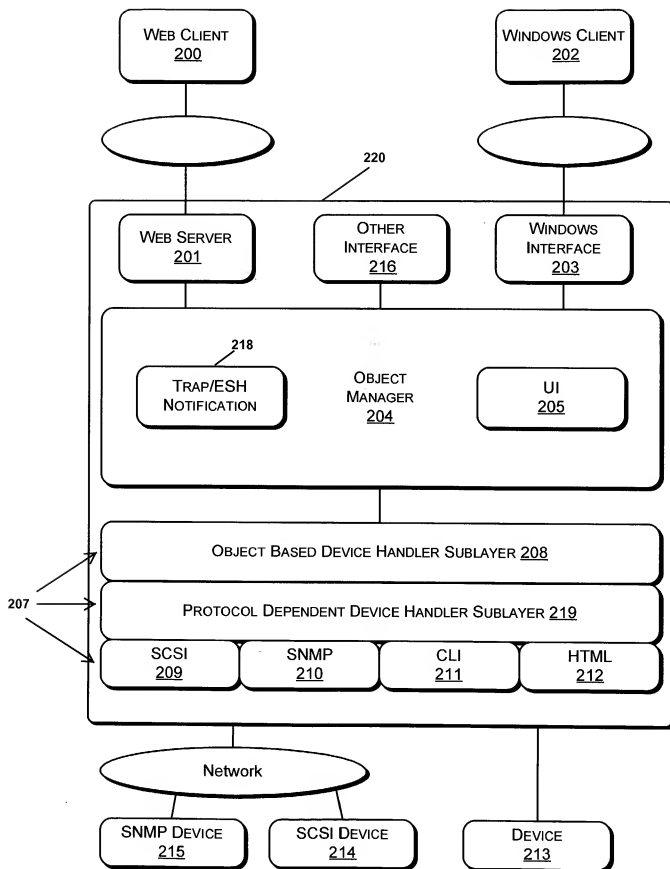 WEB CLIENT
200
WINDOWS CLIENT
202
220
WEB SERVER
201
OTHER
INTERFACE
216
WINDOWS
INTERFACE
203
218
TRAP/ESH
NOTIFICATION
OBJECT
MANAGER
204
UI
205
OBJECT BASED DEVICE HANDLER SUBLAYER 208
207
PROTOCOL DEPENDENT DEVICE HANDLER SUBLAYER 219
SCSI
209
SNMP
210
CLI
211
HTML
212
Network
SNMP DEVICE
215
SCSI DEVICE
214
DEVICE
213